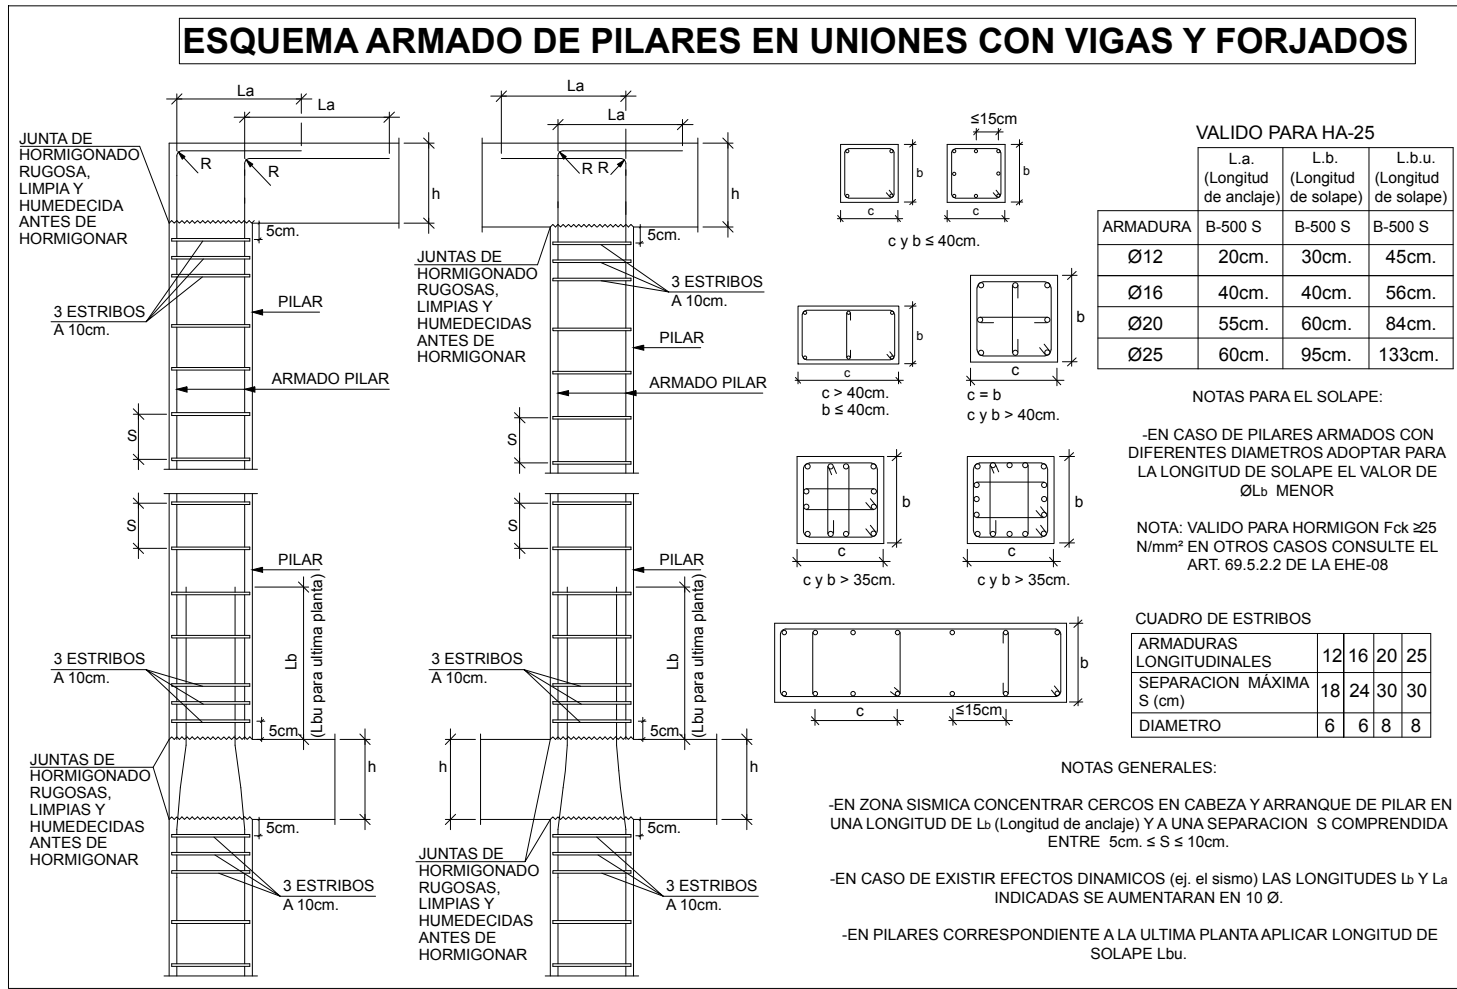 ESQUEMA ARMADO DE PILARES EN UNIONES CON VIGAS Y FORJADOS
La
La
JUNTA DE
HORMIGONADO
RUGOSA,
LIMPIA Y
HUMEDECIDA
ANTES DE
HORMIGONAR
R
R
h
5cm.
3 ESTRIBOS
A 10cm.
PILAR
ARMADO PILAR
S
S
PILAR
Lb
(Lbu para ultima planta)
3 ESTRIBOS
A 10cm.
5cm.
JUNTAS DE
HORMIGONADO
RUGOSAS,
LIMPIAS Y
HUMEDECIDAS
ANTES DE
HORMIGONAR
h
5cm.
3 ESTRIBOS
A 10cm.
La
La
R R
h
5cm.
JUNTAS DE
HORMIGONADO
RUGOSAS,
LIMPIAS Y
HUMEDECIDAS
ANTES DE
HORMIGONAR
3 ESTRIBOS
A 10cm.
PILAR
ARMADO PILAR
S
S
PILAR
Lb
(Lbu para ultima planta)
3 ESTRIBOS
A 10cm.
5cm.
h
h
5cm.
JUNTAS DE
HORMIGONADO
RUGOSAS,
LIMPIAS Y
HUMEDECIDAS
ANTES DE
HORMIGONAR
3 ESTRIBOS
A 10cm.
≤15cm
b
b
c
c
c y b ≤ 40cm.
b
b
c
c > 40cm.
b ≤ 40cm.
c
c = b
c y b > 40cm.
b
b
c
c
c y b > 35cm.
c y b > 35cm.
b
c
≤15cm
VALIDO PARA HA-25
L.a. (Longitud de anclaje) L.b. (Longitud de solape) L.b.u. (Longitud de solape)
ARMADURA B-500 S B-500 S B-500 S
Ø12 20cm. 30cm. 45cm.
Ø16 40cm. 40cm. 56cm.
Ø20 55cm. 60cm. 84cm.
Ø25 60cm. 95cm. 133cm.
NOTAS PARA EL SOLAPE:
-EN CASO DE PILARES ARMADOS CON
DIFERENTES DIAMETROS ADOPTAR PARA
LA LONGITUD DE SOLAPE EL VALOR DE
ØLb MENOR
NOTA: VALIDO PARA HORMIGON Fck ≥25
N/mm² EN OTROS CASOS CONSULTE EL
ART. 69.5.2.2 DE LA EHE-08
CUADRO DE ESTRIBOS
ARMADURAS
LONGITUDINALES 12 16 20 25
SEPARACION MÁXIMA
S (cm) 18 24 30 30
DIAMETRO 6 6 8 8
NOTAS GENERALES:
-EN ZONA SISMICA CONCENTRAR CERCOS EN CABEZA Y ARRANQUE DE PILAR EN
UNA LONGITUD DE Lb (Longitud de anclaje) Y A UNA SEPARACION S COMPRENDIDA
ENTRE 5cm. ≤ S ≤ 10cm.
-EN CASO DE EXISTIR EFECTOS DINAMICOS (ej. el sismo) LAS LONGITUDES Lb Y La
INDICADAS SE AUMENTARAN EN 10 Ø.
-EN PILARES CORRESPONDIENTE A LA ULTIMA PLANTA APLICAR LONGITUD DE
SOLAPE Lbu.